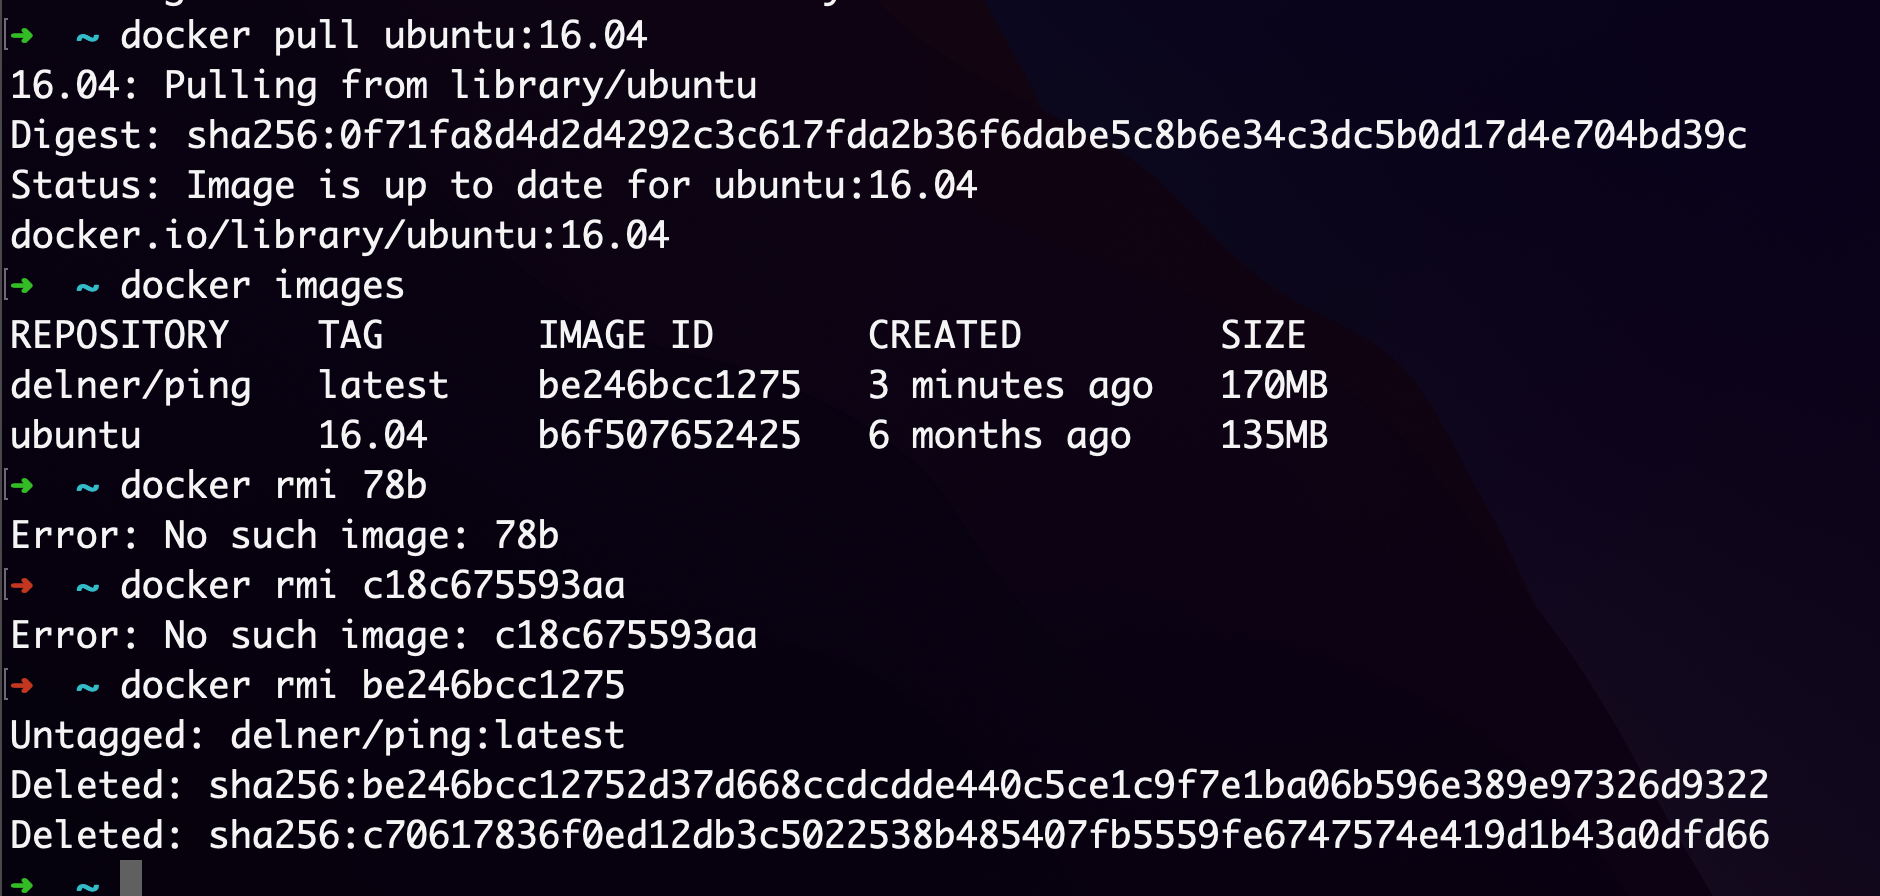 ➜  ~ docker pull ubuntu:16.04
16.04: Pulling from library/ubuntu
Digest: sha256:0f71fa8d4d2d4292c3c617fda2b36f6dabe5c8b6e34c3dc5b0d17d4e704bd39c
Status: Image is up to date for ubuntu:16.04
docker.io/library/ubuntu:16.04
➜  ~ docker images
REPOSITORY    TAG       IMAGE ID       CREATED         SIZE
delner/ping   latest    be246bcc1275   3 minutes ago   170MB
ubuntu        16.04     b6f507652425   6 months ago    135MB
➜  ~ docker rmi 78b
Error: No such image: 78b
➜  ~ docker rmi c18c675593aa
Error: No such image: c18c675593aa
➜  ~ docker rmi be246bcc1275
Untagged: delner/ping:latest
Deleted: sha256:be246bcc12752d37d668ccdcdde440c5ce1c9f7e1ba06b596e389e97326d9322
Deleted: sha256:c70617836f0ed12db3c5022538b485407fb5559fe6747574e419d1b43a0dfd66
➜  ~